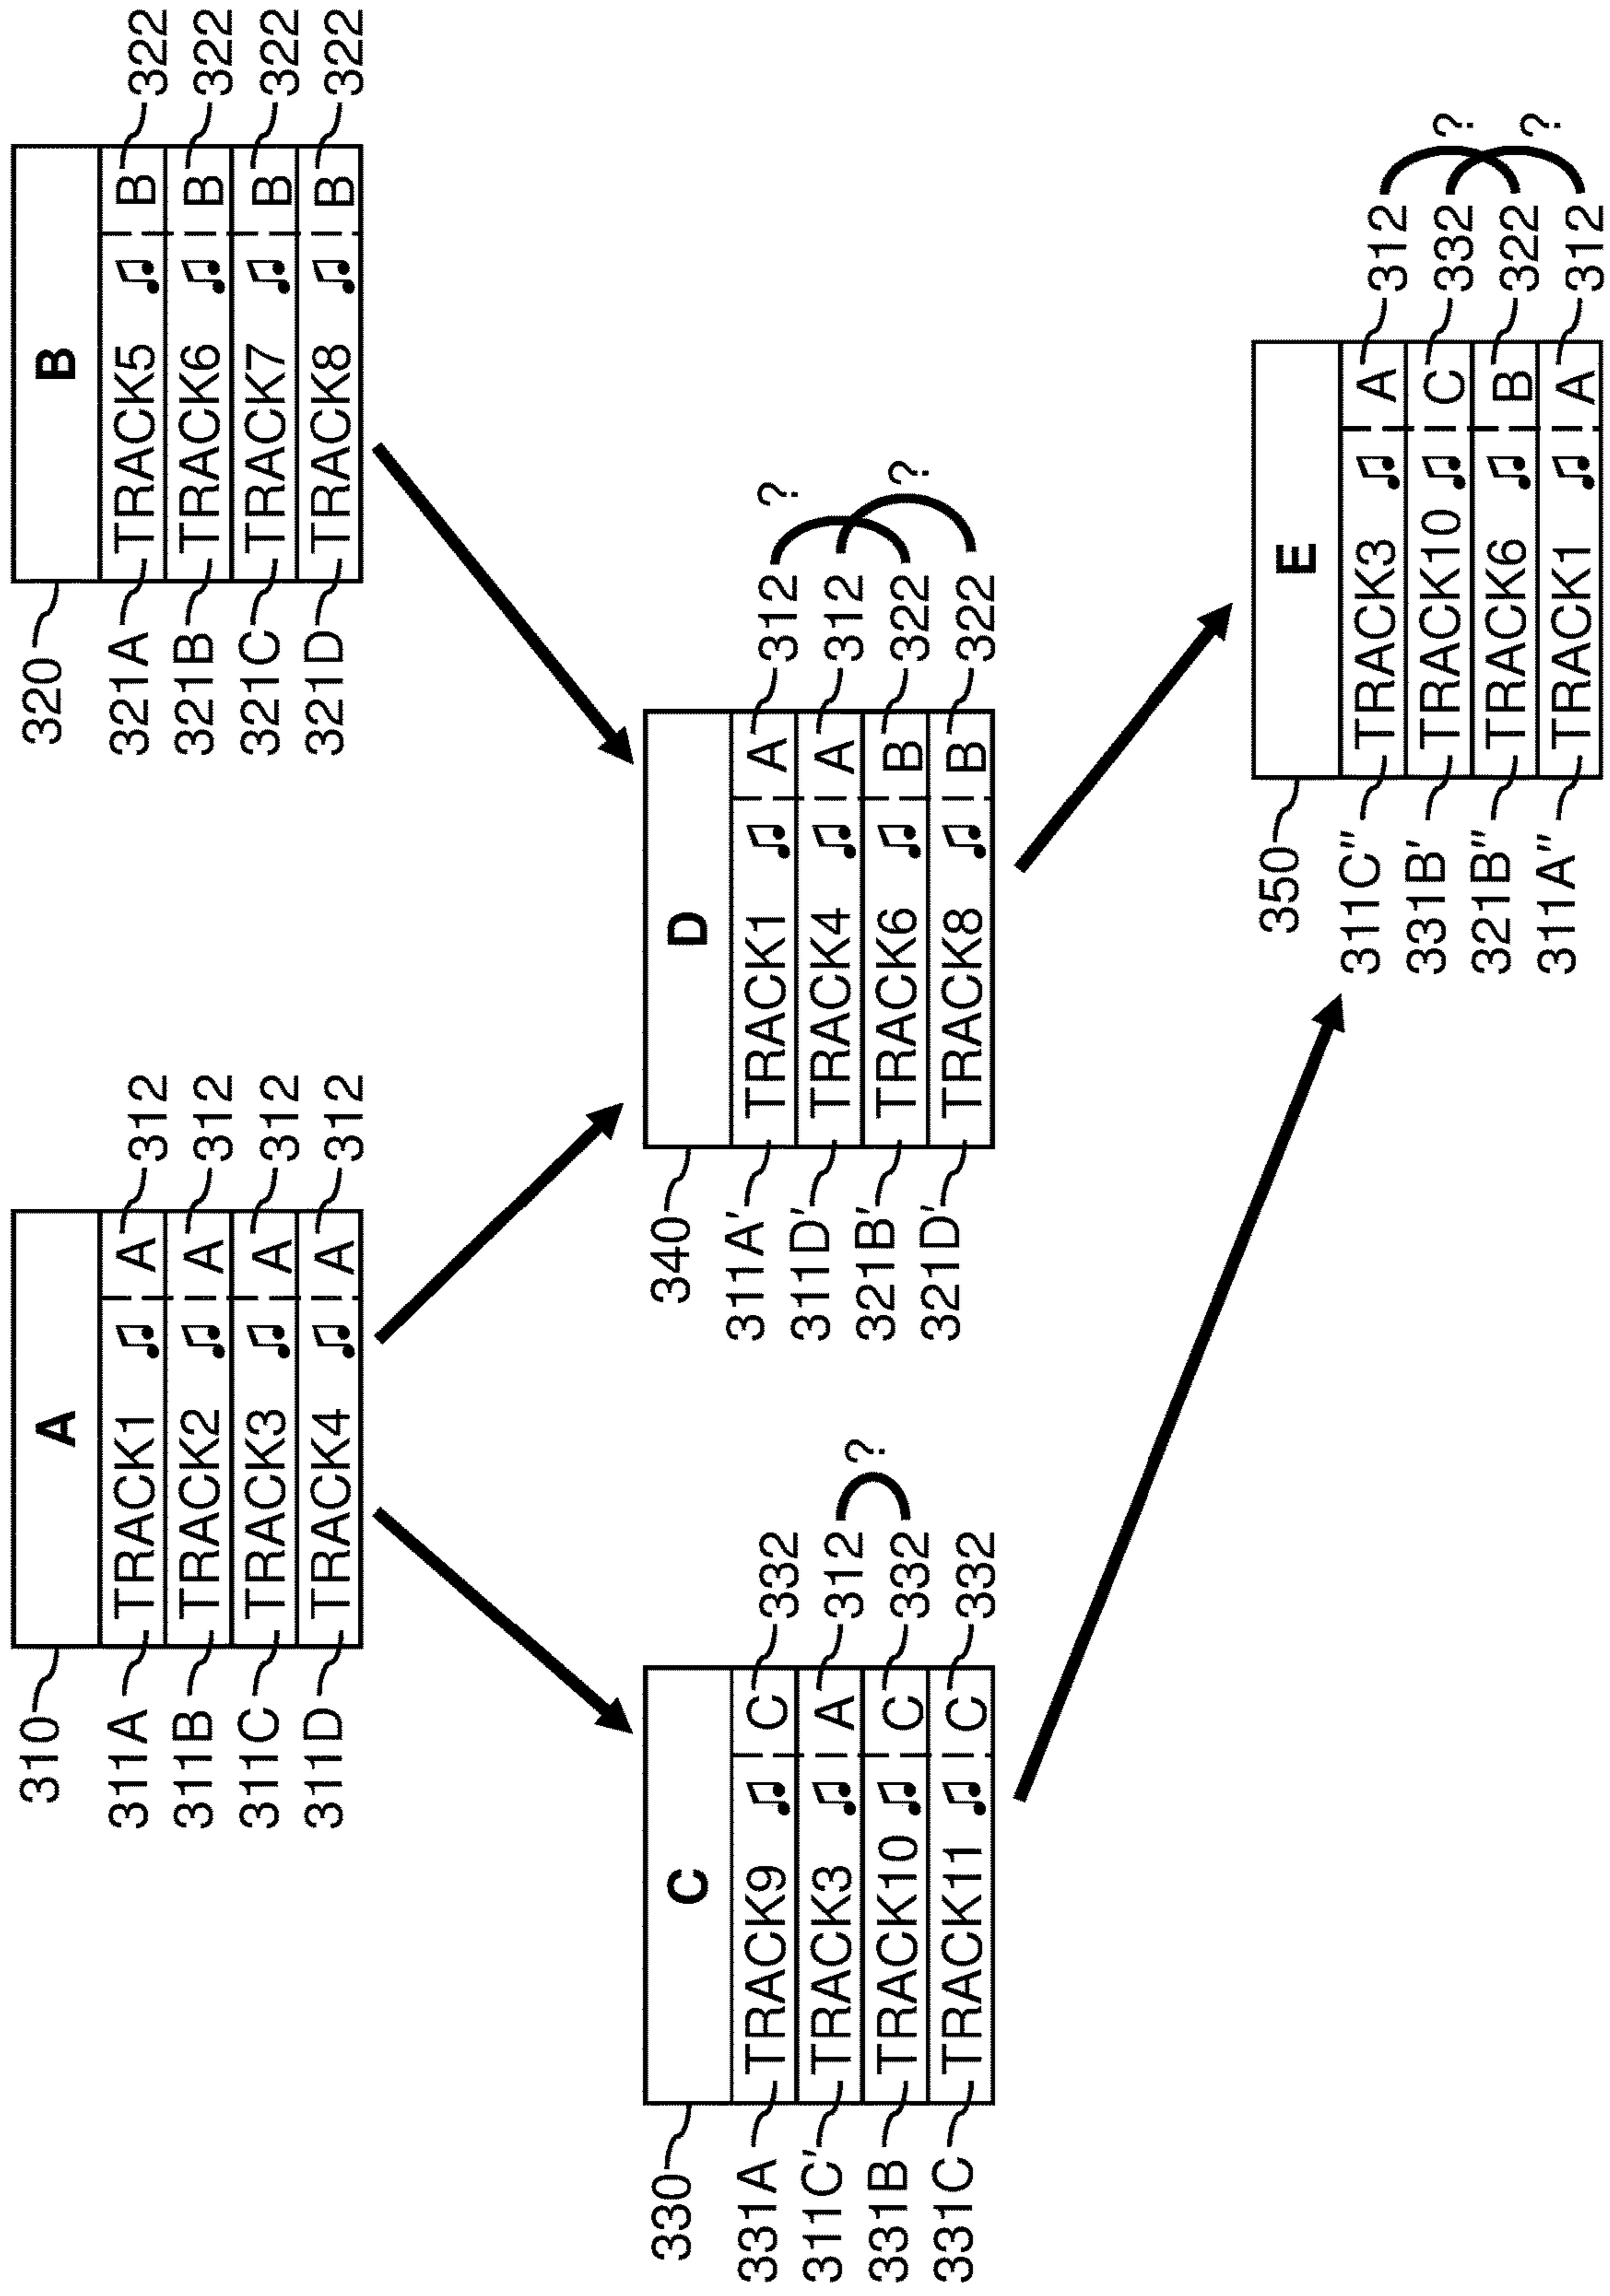 310
A
311A TRACK1 ♫ A 312
311B TRACK2 ♫ A 312
311C TRACK3 ♫ A 312
311D TRACK4 ♫ A 312
320
B
321A TRACK5 ♫ B 322
321B TRACK6 ♫ B 322
321C TRACK7 ♫ B 322
321D TRACK8 ♫ B 322
330
C
331A TRACK9 ♫ C 332
311C' TRACK3 ♫ A 312
331B TRACK10 ♫ C 332
331C TRACK11 ♫ C 332
?
340
D
311A' TRACK1 ♫ A 312
311D' TRACK4 ♫ A 312
321B' TRACK6 ♫ B 322
321D' TRACK8 ♫ B 322
?
?
350
E
311C" TRACK3 ♫ A 312
331B' TRACK10 ♫ C 332
321B" TRACK6 ♫ B 322
311A" TRACK1 ♫ A 312
?
?